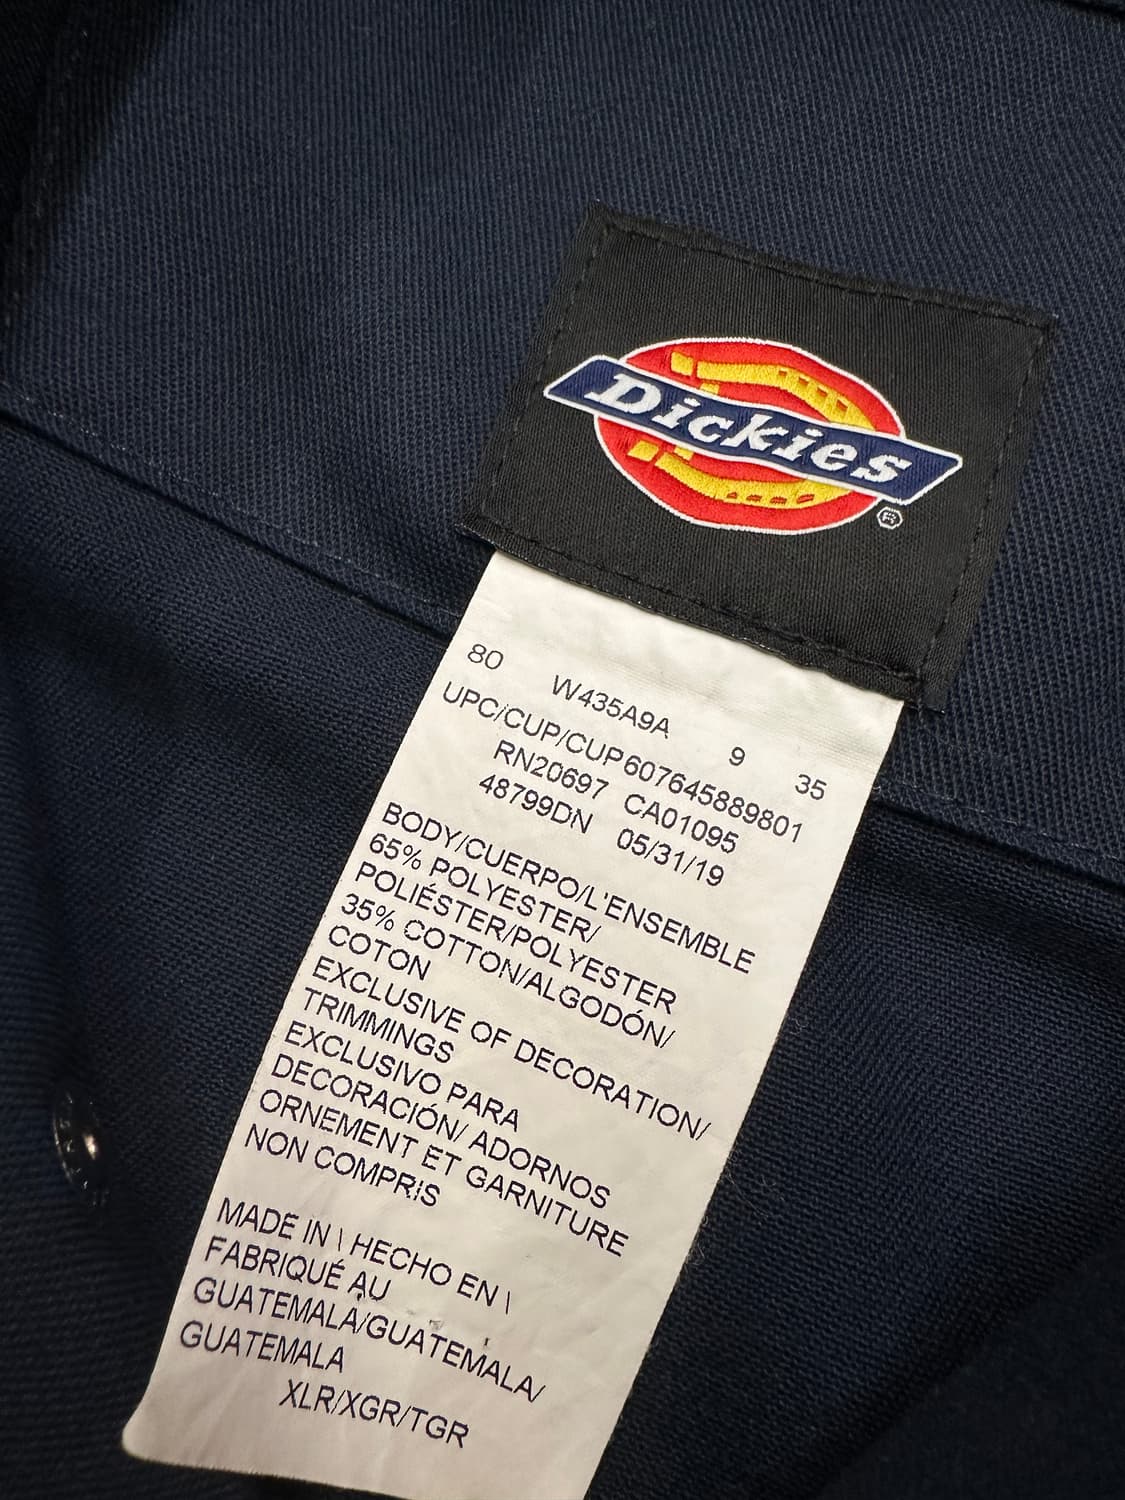 Dickies
®
80 W435A9A 9 35
UPC/CUP/CUP607645889801
RN20697 CA01095
48799DN 05/31/19
BODY/CUERPO/L'ENSEMBLE
65% POLYESTER/
POLIÉSTER/POLYESTER
35% COTTON/ALGODÓN/
COTON
EXCLUSIVE OF DECORATION/
TRIMMINGS
EXCLUSIVO PARA
DECORACIÓN/ ADORNOS
ORNEMENT ET GARNITURE
NON COMPRIS
MADE IN \ HECHO EN \
FABRIQUÉ AU
GUATEMALA/GUATEMALA/
GUATEMALA
XLR/XGR/TGR